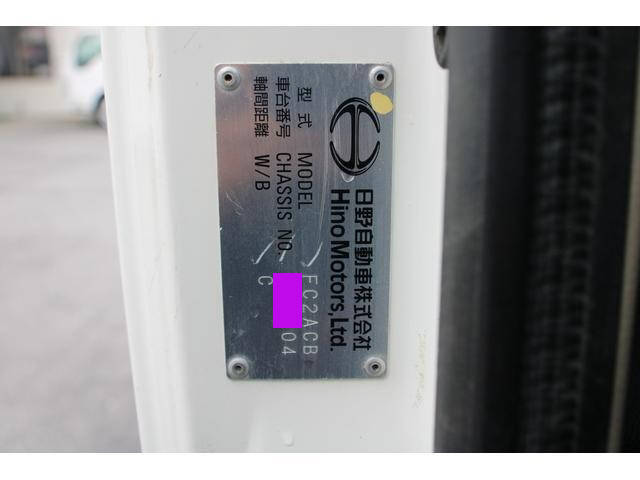 日野自動車株式会社
Hino Motors, Ltd.
型式 MODEL FC2ACB
車台番号 CHASSIS NO. 04
軸間距離 W/B C